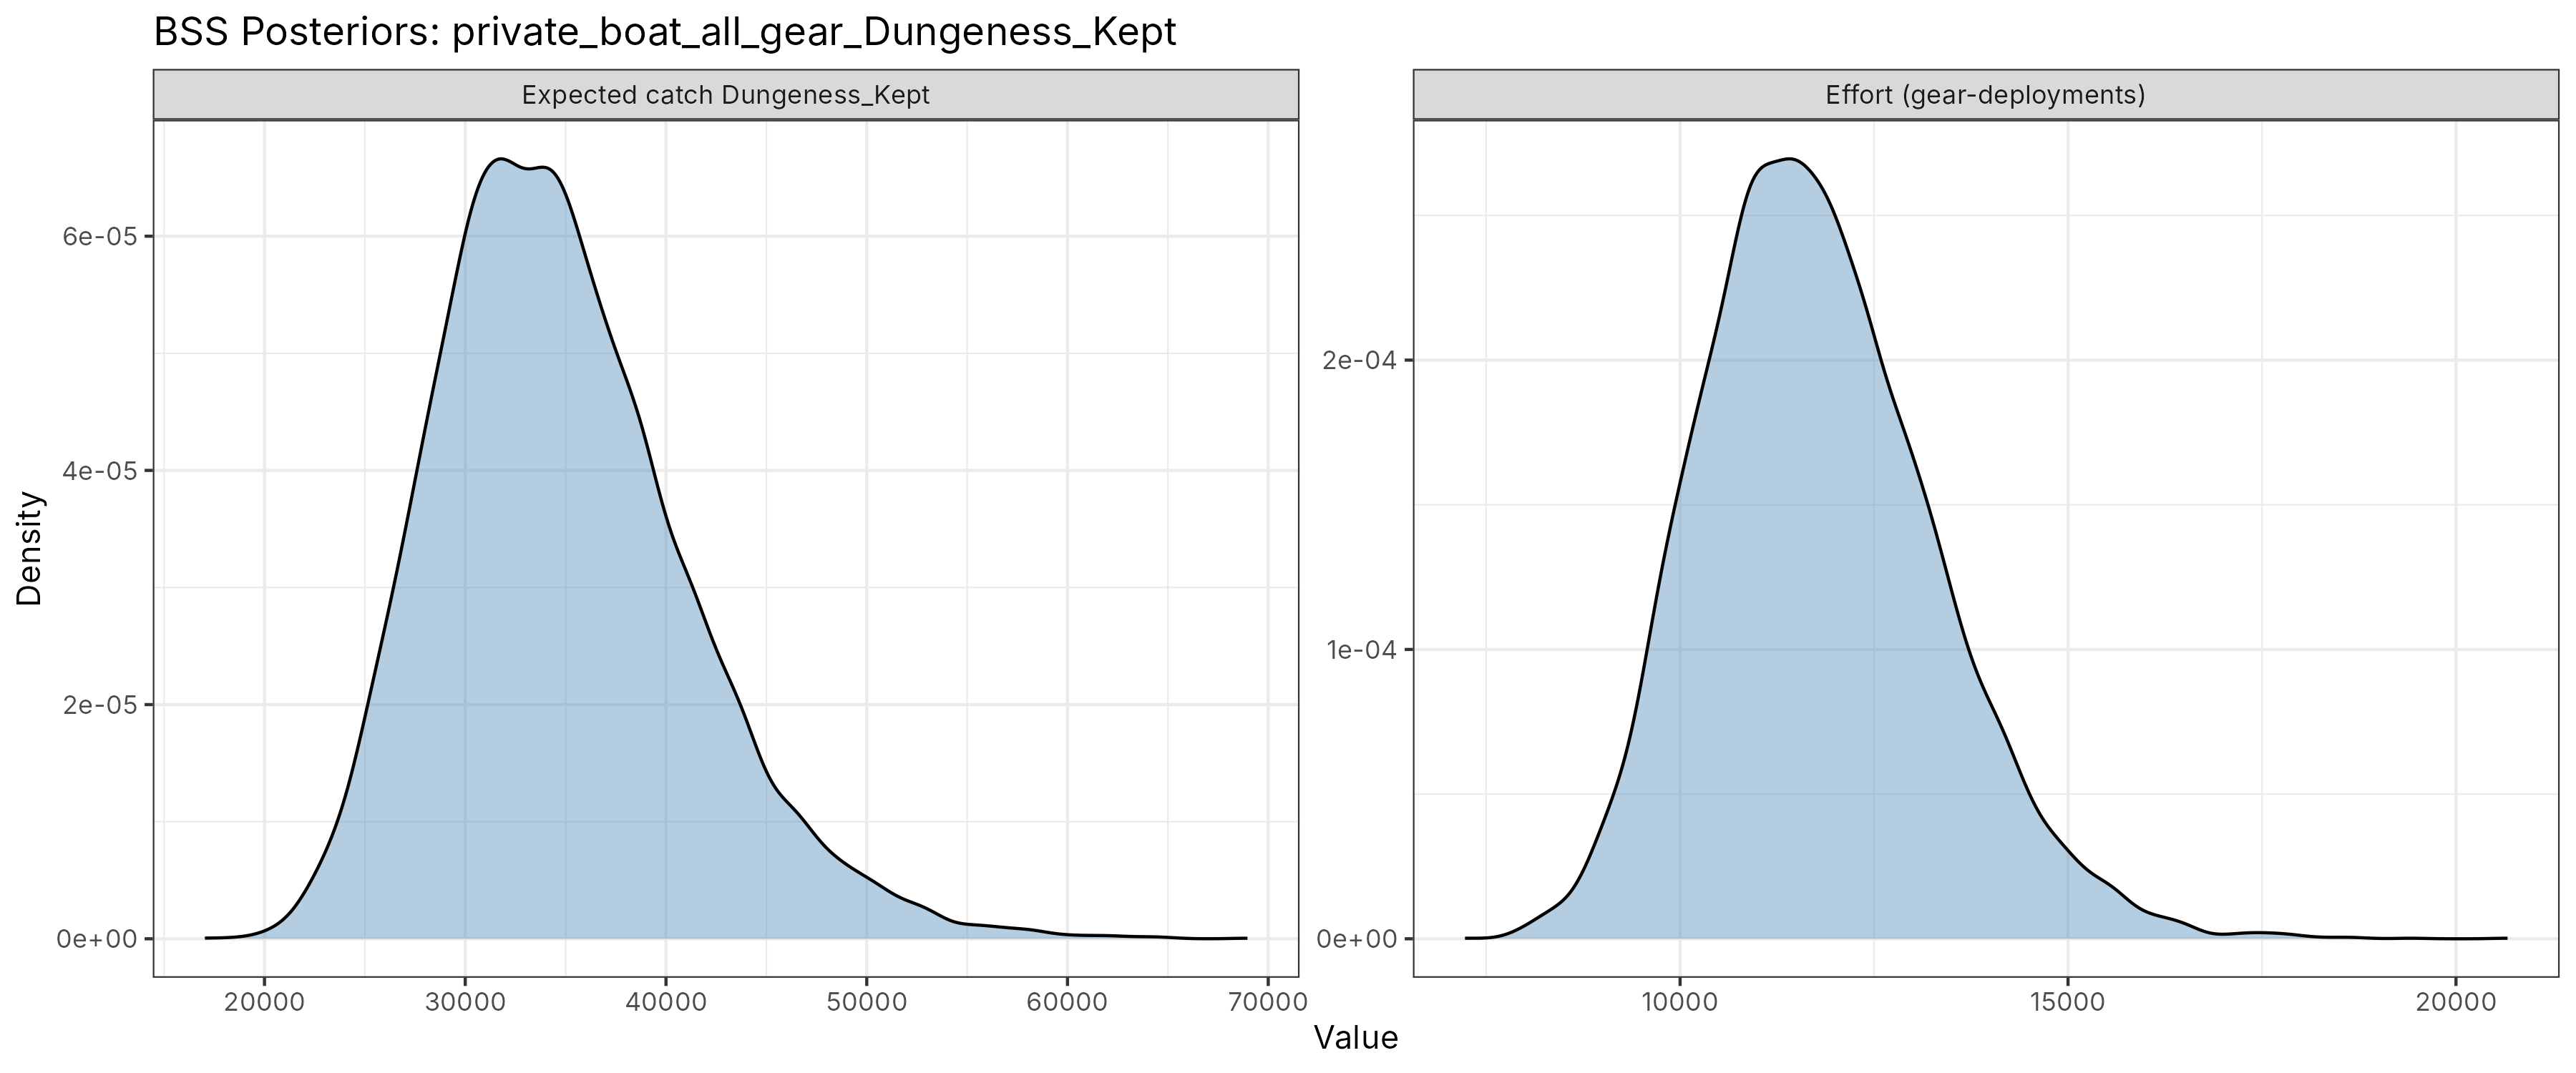 BSS Posteriors: private_boat_all_gear_Dungeness_Kept
Expected catch Dungeness_Kept
Effort (gear-deployments)
Density
6e-05
4e-05
2e-05
0e+00
2e-04
1e-04
0e+00
20000 30000 40000 50000 60000 70000
10000 15000 20000
Value